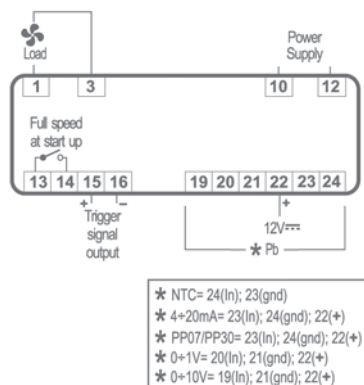 Load
Power
Supply
1 3 10 12
Full speed
at start up
13 14 15 16 19 20 21 22 23 24
+ − +
Trigger
signal
output
12V⎓
* Pb
* NTC= 24(In); 23(gnd)
* 4÷20mA= 23(In); 24(gnd); 22(+)
* PP07/PP30= 23(In); 24(gnd); 22(+)
* 0÷1V= 20(In); 21(gnd); 22(+)
* 0÷10V= 19(In); 21(gnd); 22(+)